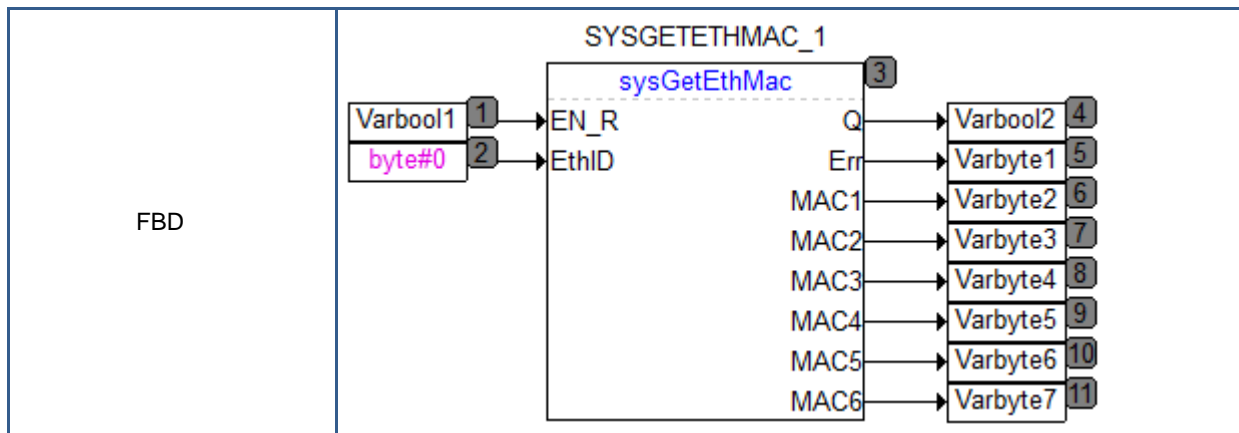 SYSGETETHMAC_1
sysGetEthMac 3
Varbool1 1 EN_R Q Varbool2 4
byte#0 2 EthID Err Varbyte1 5
MAC1 Varbyte2 6
MAC2 Varbyte3 7
FBD
MAC3 Varbyte4 8
MAC4 Varbyte5 9
MAC5 Varbyte6 10
MAC6 Varbyte7 11